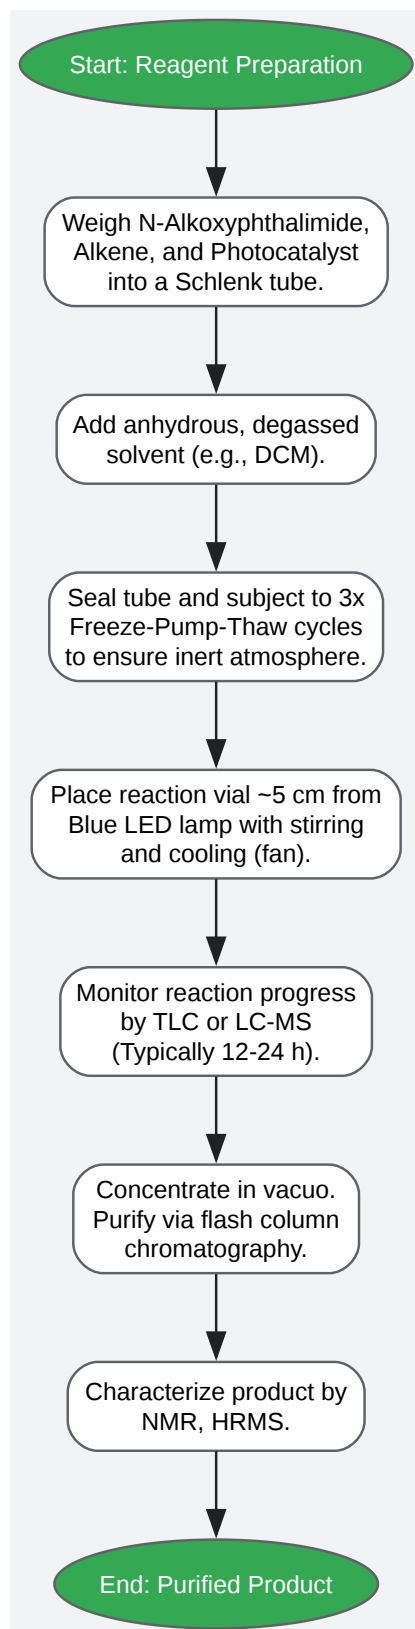 Start: Reagent Preparation
Weigh N-Alkoxyphthalimide,
Alkene, and Photocatalyst
into a Schlenk tube.
Add anhydrous, degassed
solvent (e.g., DCM).
Seal tube and subject to 3x
Freeze-Pump-Thaw cycles
to ensure inert atmosphere.
Place reaction vial ~5 cm from
Blue LED lamp with stirring
and cooling (fan).
Monitor reaction progress
by TLC or LC-MS
(Typically 12-24 h).
Concentrate in vacuo.
Purify via flash column
chromatography.
Characterize product by
NMR, HRMS.
End: Purified Product